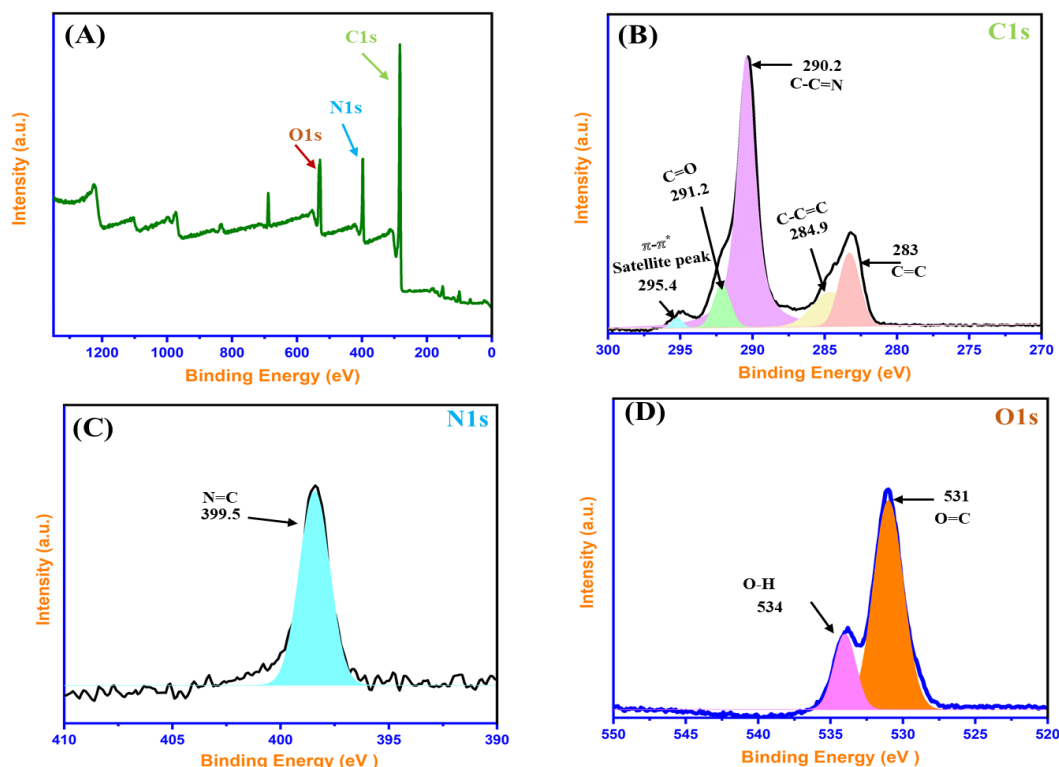 (A)
C1s
N1s
O1s
Intensity (a.u.)
1200 1000 800 600 400 200 0
Binding Energy (eV)
(B)
C1s
290.2
C-C=N
C=O
291.2
C-C=C
284.9
π-π*
Satellite peak
295.4
283
C=C
Intensity (a.u.)
300 295 290 285 280 275 270
Binding Energy (eV)
(C)
N1s
N=C
399.5
Intensity (a.u.)
410 405 400 395 390
Binding Energy (eV)
(D)
O1s
531
O=C
O-H
534
Intensity (a.u.)
550 545 540 535 530 525 520
Binding Energy (eV )